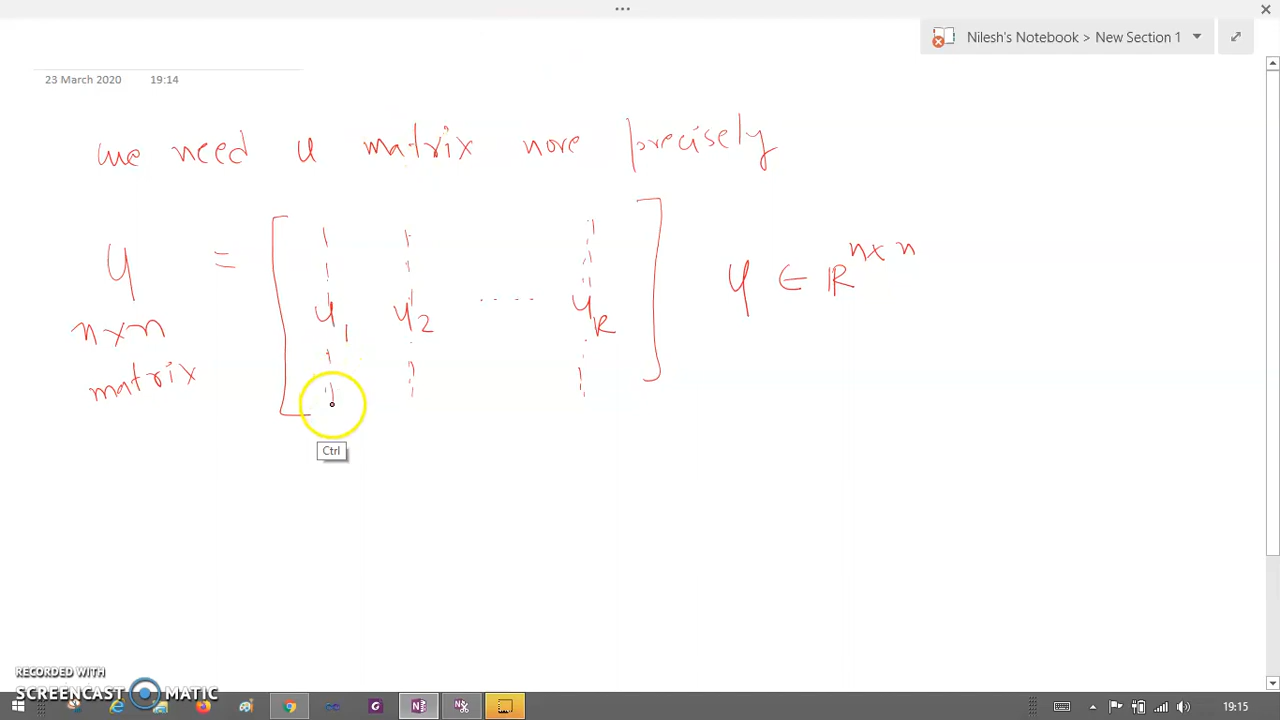 Nilesh's Notebook > New Section 1
23 March 2020 19:14
we need u matrix more precisely
u = [ u1 u2 ..... uR ] u ∈ ℝ^n×n
n×n
matrix
Ctrl
RECORDED WITH
SCREENCAST MATIC
19:15